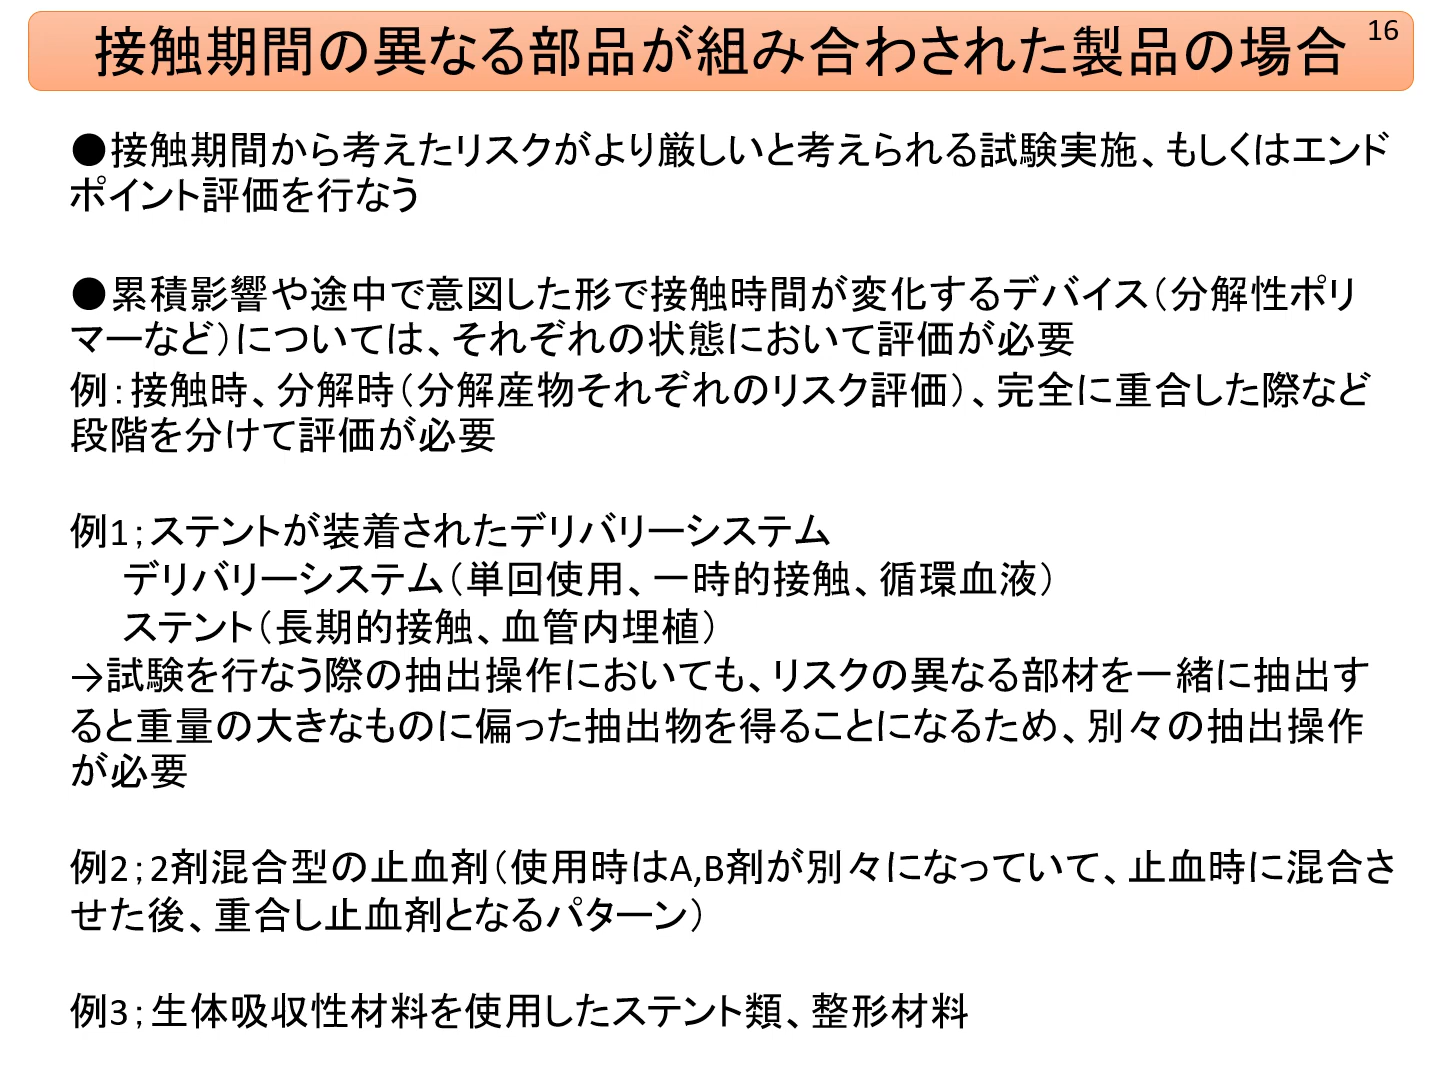 接触期間の異なる部品が組み合わされた製品の場合
16
●接触期間から考えたリスクがより厳しいと考えられる試験実施、もしくはエンド
ポイント評価を行なう
●累積影響や途中で意図した形で接触時間が変化するデバイス（分解性ポリ
マーなど）については、それぞれの状態において評価が必要
例：接触時、分解時（分解産物それぞれのリスク評価）、完全に重合した際など
段階を分けて評価が必要
例1；ステントが装着されたデリバリーシステム
デリバリーシステム（単回使用、一時的接触、循環血液）
ステント（長期的接触、血管内埋植）
→試験を行なう際の抽出操作においても、リスクの異なる部材を一緒に抽出す
ると重量の大きなものに偏った抽出物を得ることになるため、別々の抽出操作
が必要
例2；2剤混合型の止血剤（使用時はA,B剤が別々になっていて、止血時に混合さ
せた後、重合し止血剤となるパターン）
例3；生体吸収性材料を使用したステント類、整形材料